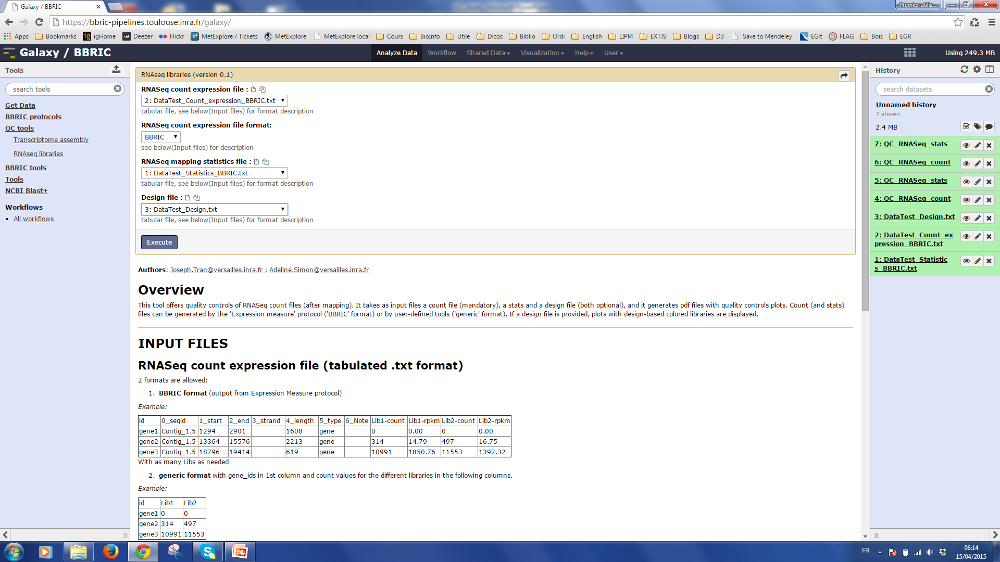 Galaxy / BBRIC
Premier utilis...
https://bbric-pipelines.toulouse.inra.fr/galaxy/
Apps Bookmarks igHome Deezer Flickr MetExplore / Tickets MetExplore MetExplore local Cours BioInfo Utile Dicos Biblio Ordi English LIPM EXTJS Blogs D3 Save to Mendeley EGit FLAG Bois EGR
Galaxy / BBRIC
Analyze Data Workflow Shared Data Visualization Help User
Using 249.3 MB
Tools
search tools
Get Data
BBRIC protocols
QC tools
Transcriptome assembly
RNAseq libraries
BBRIC tools
Tools
NCBI Blast+
Workflows
All workflows
RNAseq libraries (version 0.1)
RNASeq count expression file :
2: DataTest_Count_expression_BBRIC.txt
tabular file, see below(Input files) for format description
RNASeq count expression file format:
BBRIC
see below(Input files) for description
RNASeq mapping statistics file :
1: DataTest_Statistics_BBRIC.txt
tabular file, see below(Input files) for format description
Design file :
3: DataTest_Design.txt
tabular file, see below(Input files) for format description
Execute
Authors: Joseph.Tran@versailles.inra.fr ; Adeline.Simon@versailles.inra.fr
Overview
This tool offers quality controls of RNASeq count files (after mapping). It takes as input files a count file (mandatory), a stats and a design file (both optional), and it generates pdf files with quality controls plots. Count (and stats)
files can be generated by the 'Expression measure' protocol ('BBRIC' format) or by user-defined tools ('generic' format). If a design file is provided, plots with design-based colored libraries are displayed.
INPUT FILES
RNASeq count expression file (tabulated .txt format)
2 formats are allowed:
1. BBRIC format (output from Expression Measure protocol)
Example:
id 0_seqid 1_start 2_end 3_strand 4_length 5_type 6_Note Lib1-count Lib1-rpkm Lib2-count Lib2-rpkm
gene1 Contig_1.5 1294 2901 1608 gene 0 0.00 0 0.00
gene2 Contig_1.5 13364 15576 2213 gene 314 14.79 497 16.75
gene3 Contig_1.5 18796 19414 619 gene 10991 1850.76 11553 1392.32
With as many Libs as needed
2. generic format with gene_ids in 1st column and count values for the different libraries in the following columns.
Example:
id Lib1 Lib2
gene1 0 0
gene2 314 497
gene3 10991 11553
History
search datasets
Unnamed history
7 shown
2.4 MB
7: QC_RNASeq_stats
6: QC_RNASeq_count
5: QC_RNASeq_stats
4: QC_RNASeq_count
3: DataTest_Design.txt
2: DataTest_Count_ex
pression_BBRIC.txt
1: DataTest_Statistic
s_BBRIC.txt
FR
06:14
15/04/2015